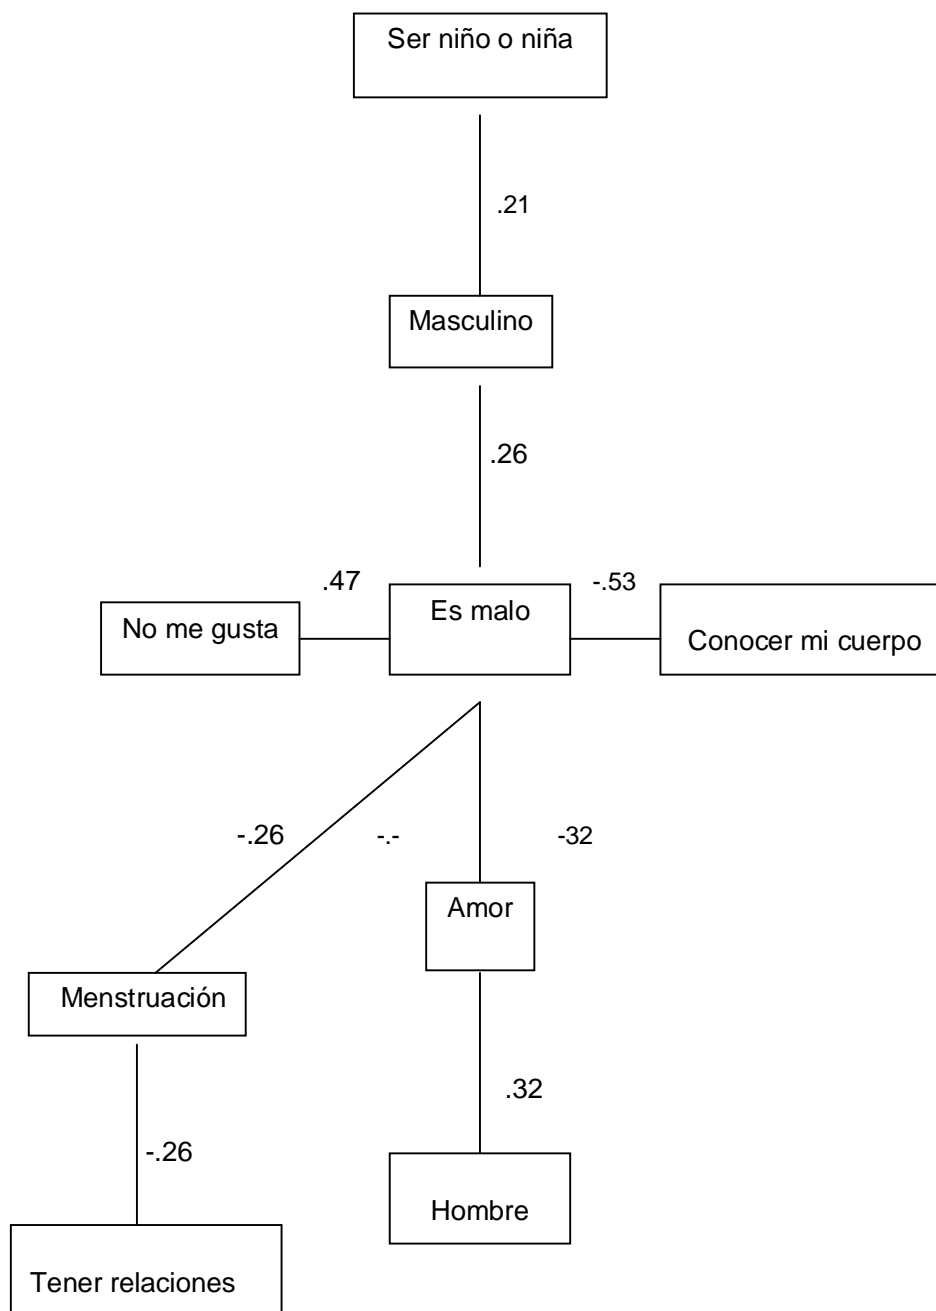 Ser niño o niña
.21
Masculino
.26
.47
-.53
No me gusta
Es malo
Conocer mi cuerpo
-.26
-.-
-32
Amor
Menstruación
.32
-.26
Hombre
Tener relaciones